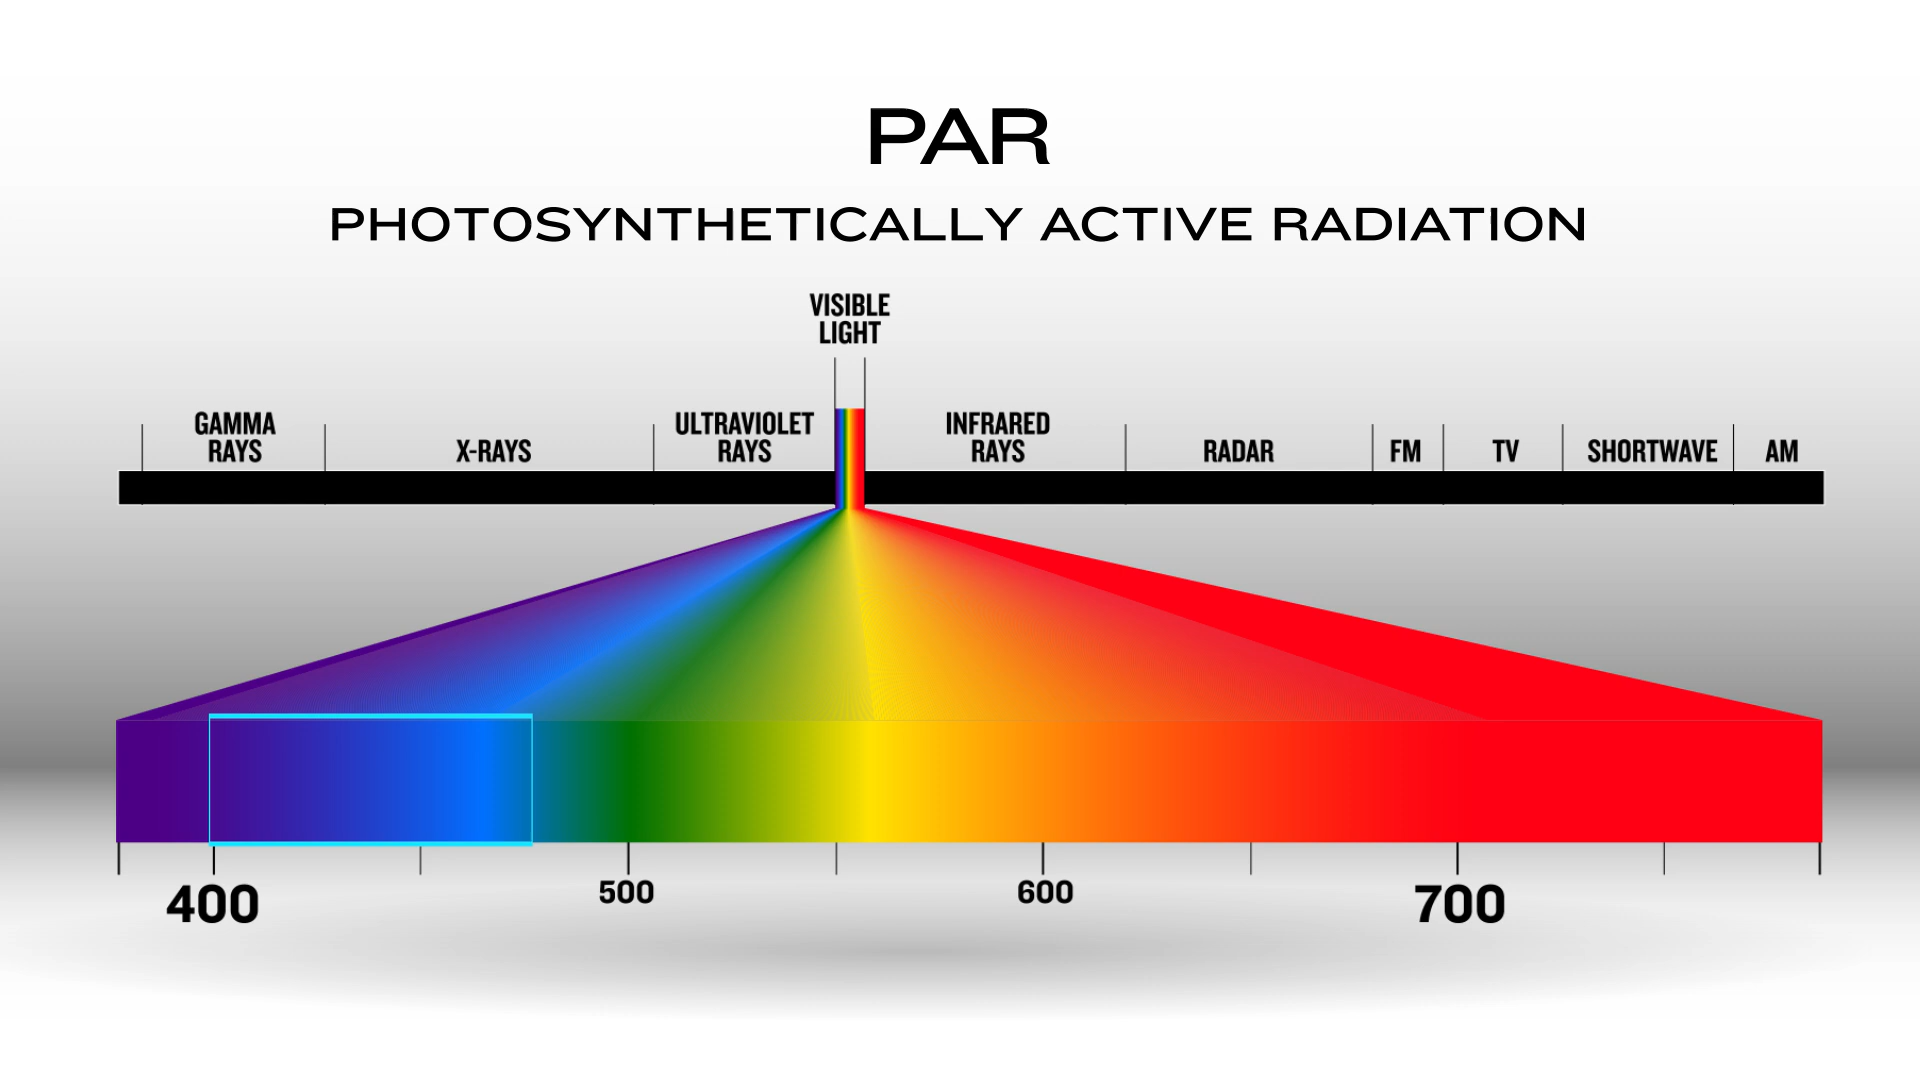 PAR
PHOTOSYNTHETICALLY ACTIVE RADIATION
VISIBLE
LIGHT
GAMMA
RAYS
X-RAYS
ULTRAVIOLET
RAYS
INFRARED
RAYS
RADAR
FM
TV
SHORTWAVE
AM
400
500
600
700